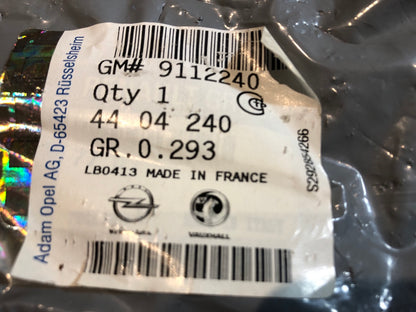 GM# 9112240
Qty 1
44 04 240
GR.0.293
LB0413 MADE IN FRANCE
VAUXHALL
Adam Opel AG, D-65423 Rüsselsheim
S292854266